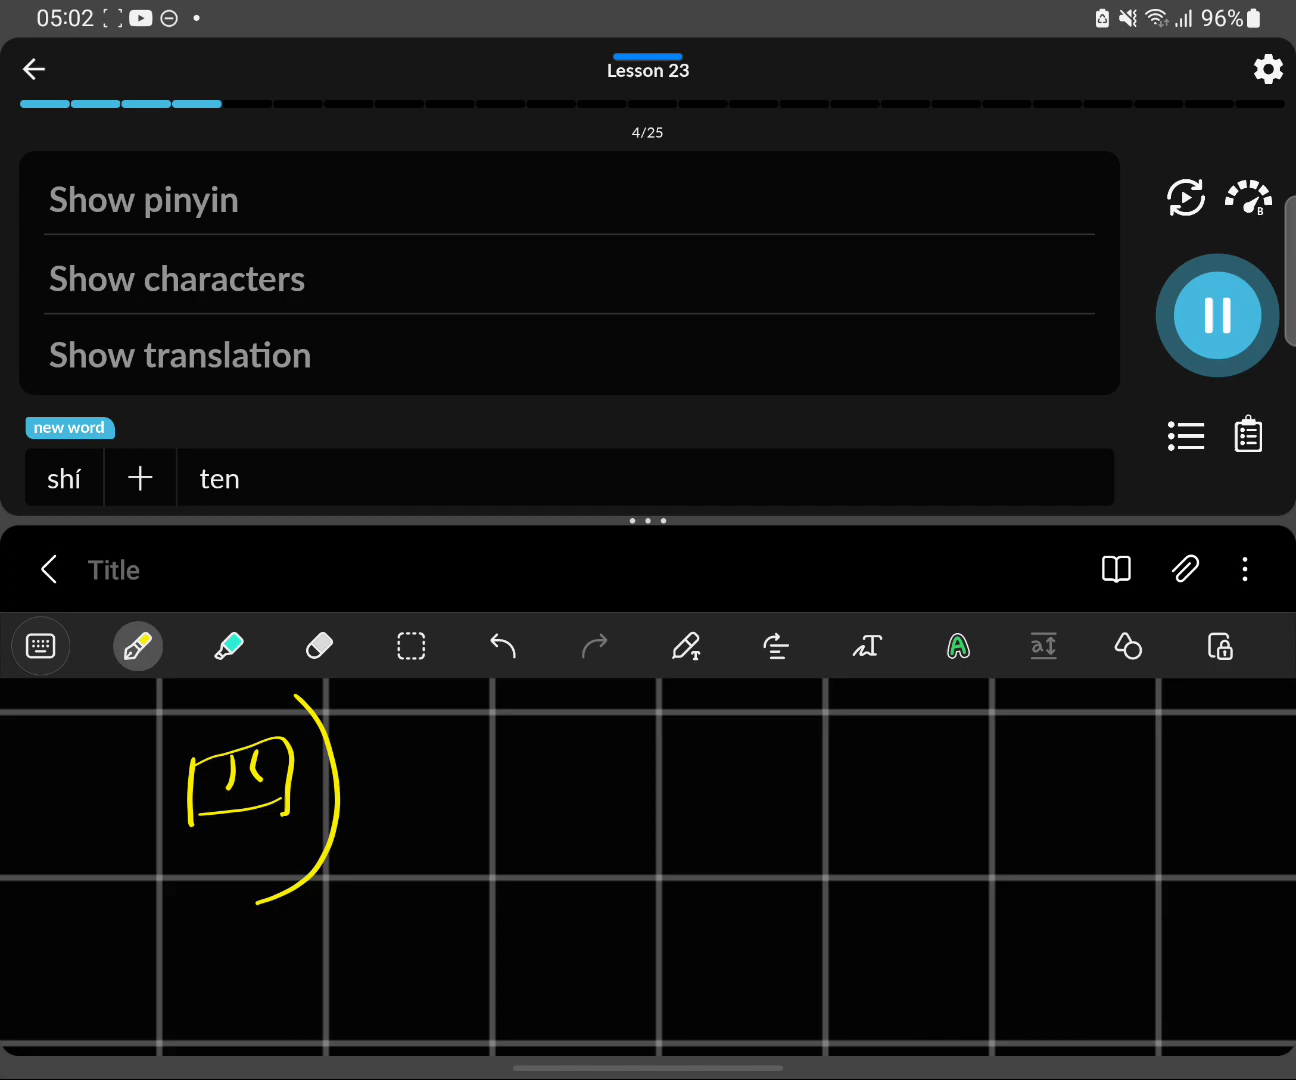 05:02
96%
Lesson 23
4/25
Show pinyin
Show characters
Show translation
B
new word
shí 十 ten
Title
T
T
A
a
四)